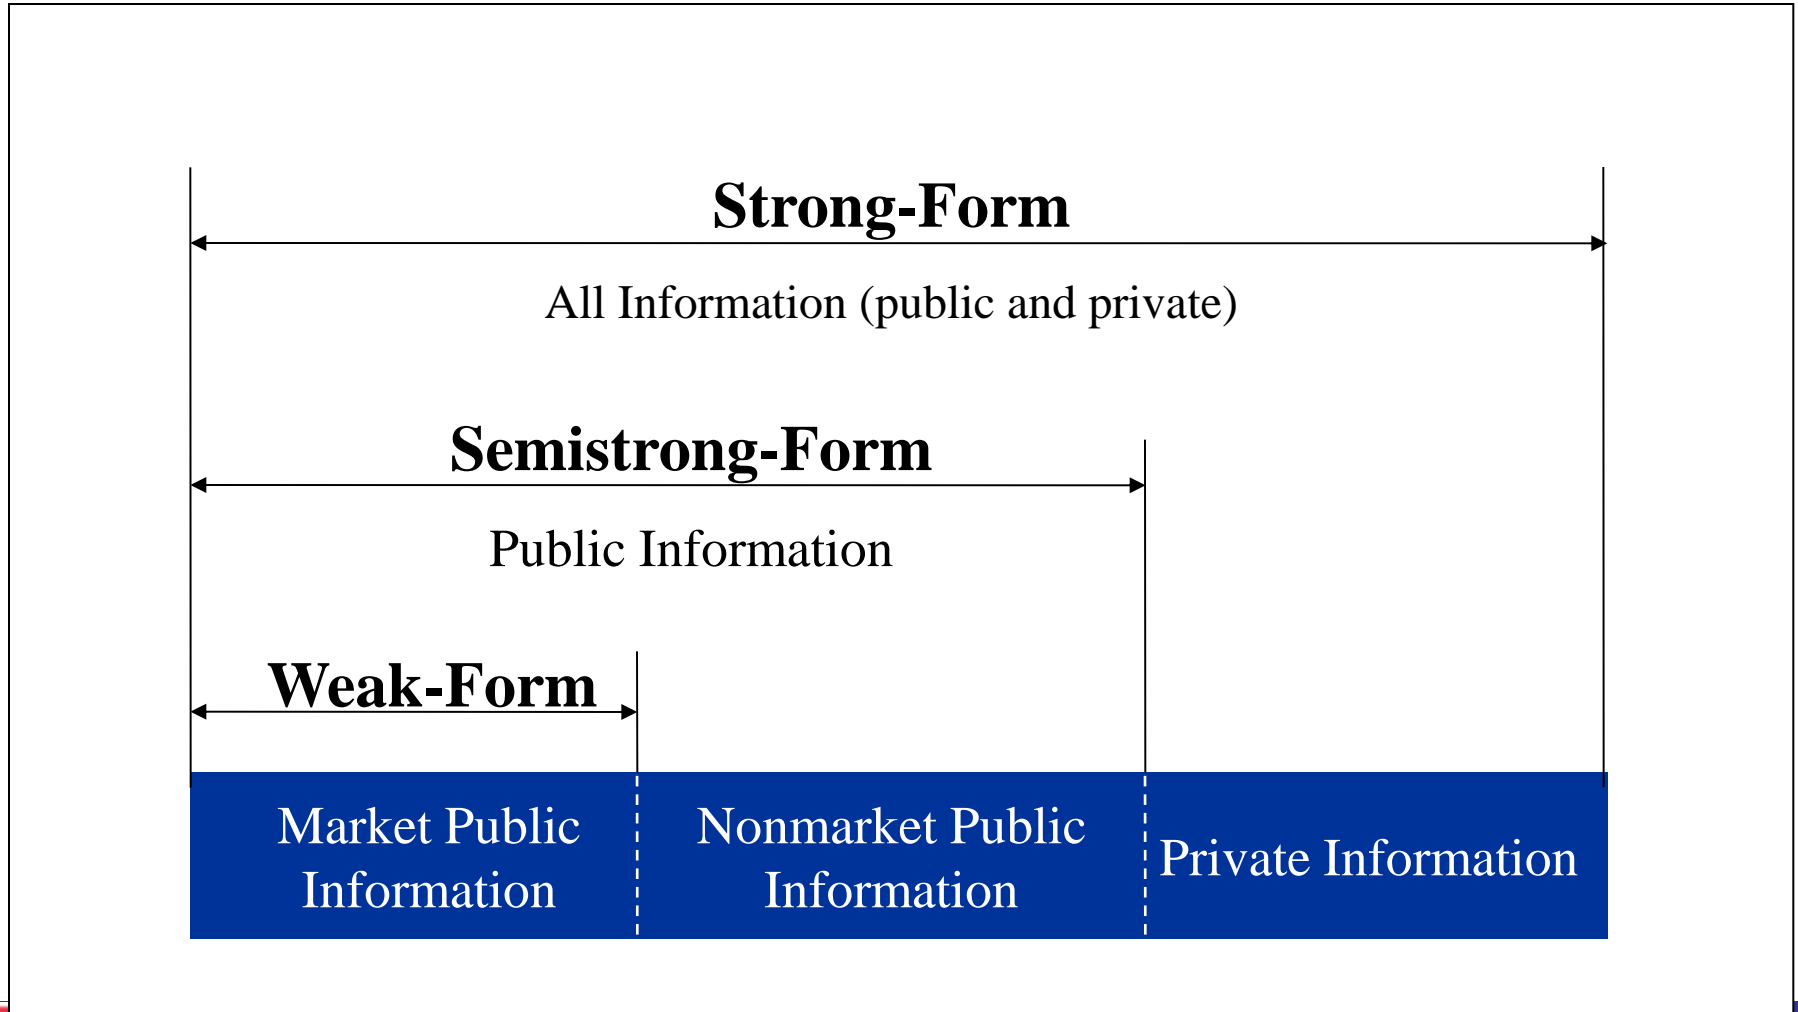 Strong-Form
All Information (public and private)
Semistrong-Form
Public Information
Weak-Form
Market Public
Information
Nonmarket Public
Information
Private Information